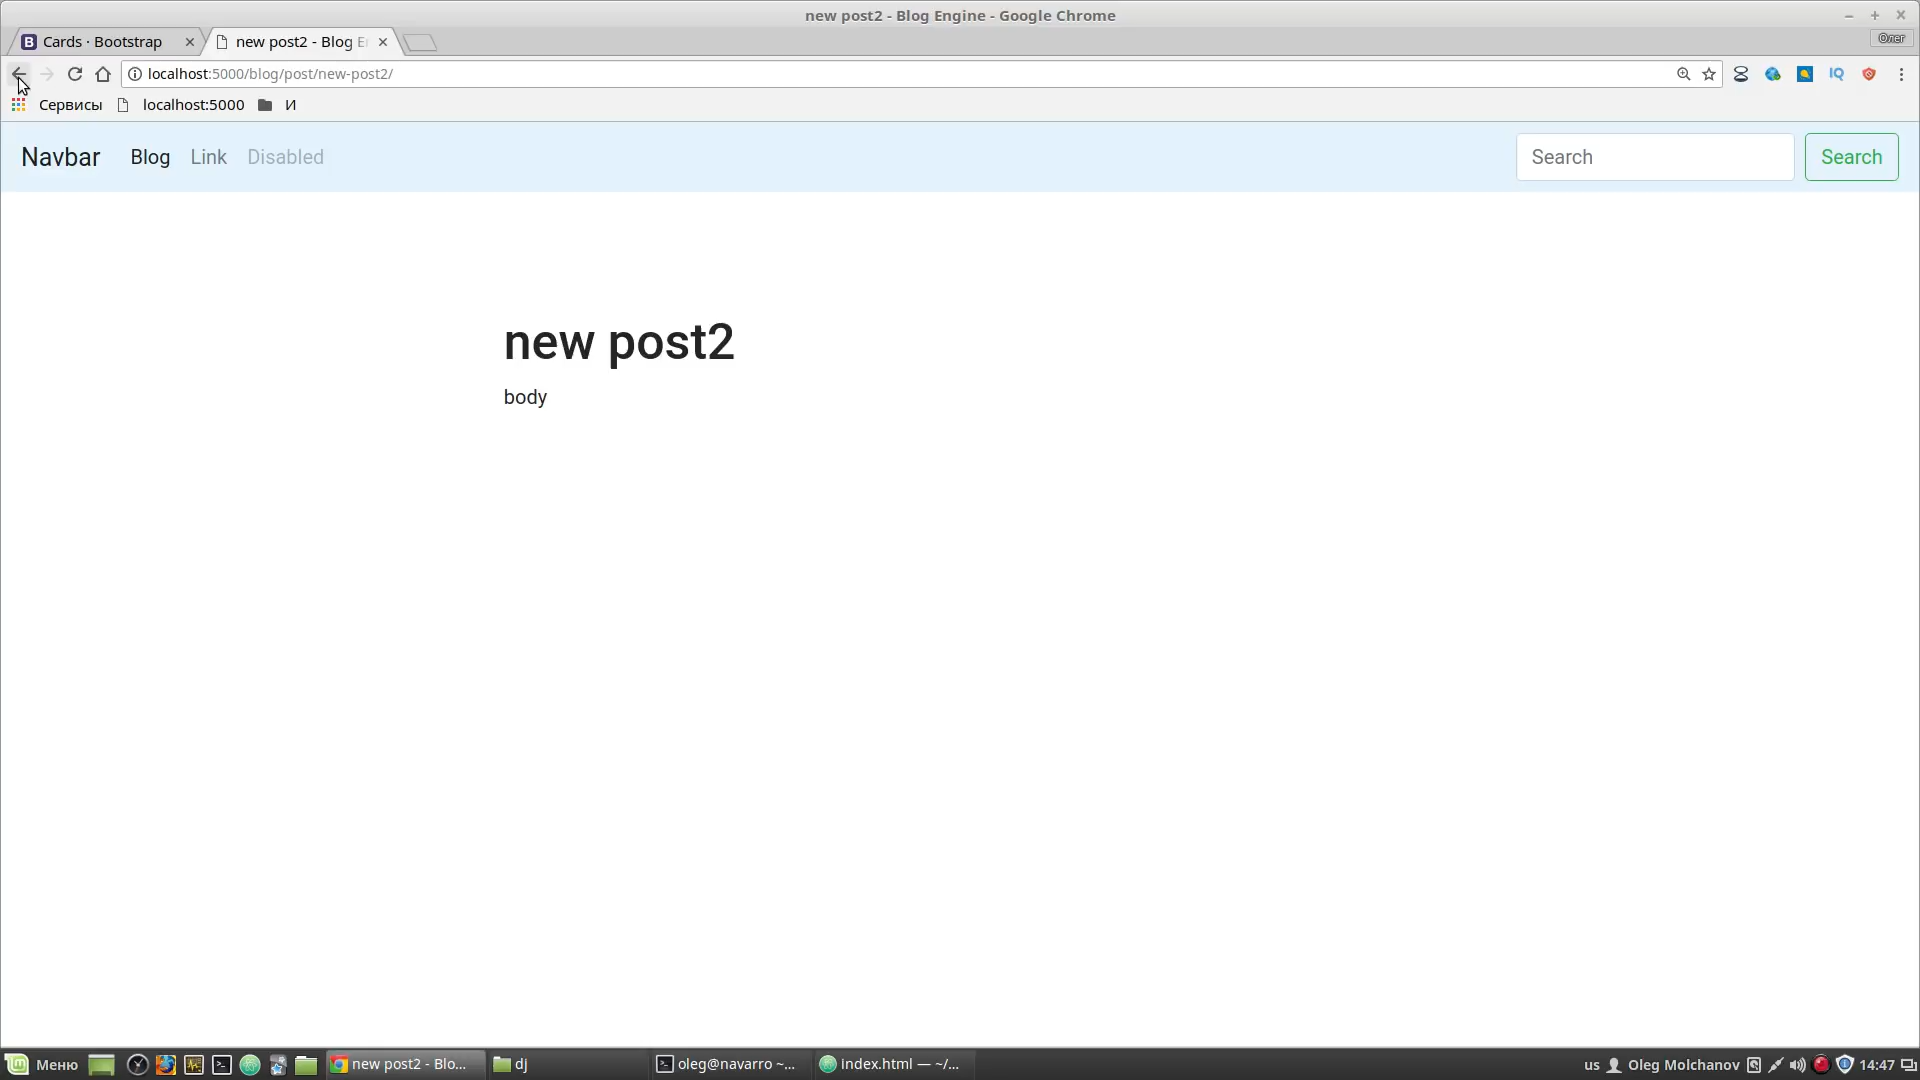 new post2 - Blog Engine - Google Chrome
Cards · Bootstrap
new post2 - Blog E
Олег
localhost:5000/blog/post/new-post2/
Сервисы localhost:5000 И
Navbar Blog Link Disabled Search Search
new post2
body
Меню new post2 - Blo... dj oleg@navarro ~... index.html — ~/... us Oleg Molchanov 14:47